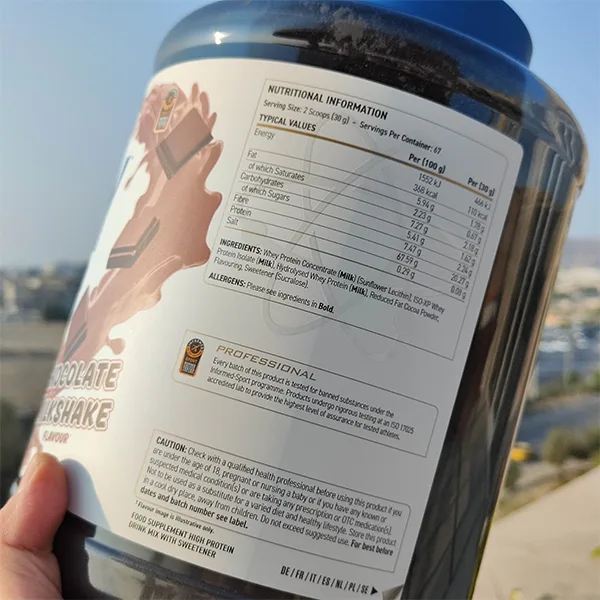 NUTRITIONAL INFORMATION
Serving Size: 2 Scoops (30 g) - Servings Per Container: 67
TYPICAL VALUES Per (100 g) Per (30 g)
Energy 1552 kJ 466 kJ
368 kcal 110 kcal
Fat 5.94 g 1.78 g
of which Saturates 2.23 g 0.67 g
Carbohydrates 7.27 g 2.18 g
of which Sugars 5.41 g 1.62 g
Fibre 7.47 g 2.24 g
Protein 67.59 g 20.27 g
Salt 0.29 g 0.08 g
INGREDIENTS: Whey Protein Concentrate (Milk) (Sunflower Lecithin), ISO-XP Whey
Protein Isolate (Milk), Hydrolysed Whey Protein (Milk), Reduced Fat Cocoa Powder,
Flavouring, Sweetener (Sucralose).
ALLERGENS: Please see ingredients in Bold.
PROFESSIONAL
Every batch of this product is tested for banned substances under the
Informed-Sport programme. Products undergo rigorous testing at an ISO 17025
accredited lab to provide the highest level of assurance for tested athletes.
OCOLATE
LKSHAKE
FLAVOUR
CAUTION: Check with a qualified health professional before using this product if you
are under the age of 18, pregnant or nursing a baby or if you have any known or
suspected medical condition(s) or are taking any prescription or OTC medication(s).
Not to be used as a substitute for a varied diet and healthy lifestyle. Store this product
in a cool dry place, away from children. Do not exceed suggested use. For best before
dates and batch number see label.
* Flavour image is illustrative only.
FOOD SUPPLEMENT HIGH PROTEIN
DRINK MIX WITH SWEETENER
DE / FR / IT / ES / NL / PL / SE